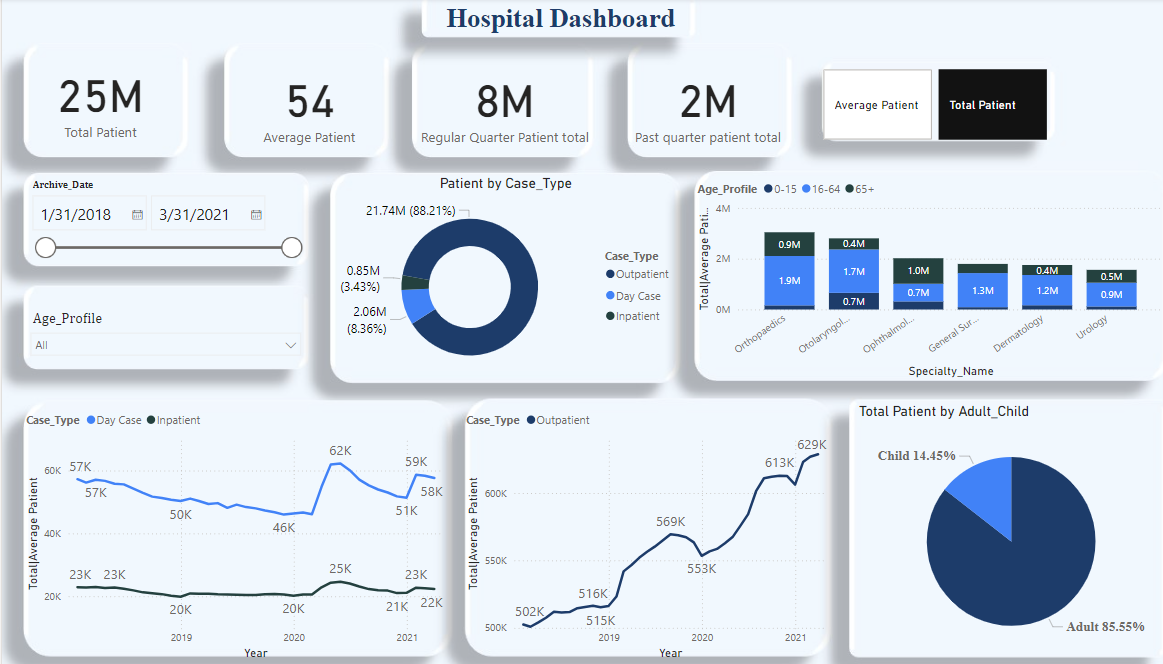 Hospital Dashboard
25M
Total Patient
54
Average Patient
8M
Regular Quarter Patient total
2M
Past quarter patient total
Average Patient
Total Patient
Archive_Date
1/31/2018
3/31/2021
Age_Profile
All
Patient by Case_Type
21.74M (88.21%)
0.85M
(3.43%)
2.06M
(8.36%)
Case_Type
Outpatient
Day Case
Inpatient
Age_Profile 0-15 16-64 65+
Total|Average Pati...
4M
2M
0M
0.9M
1.9M
0.4M
1.7M
0.7M
1.0M
0.7M
1.3M
0.4M
1.2M
0.5M
0.9M
Orthopaedics
Otolaryngol...
Ophthalmol...
General Sur...
Dermatology
Urology
Specialty_Name
Case_Type Day Case Inpatient
Total|Average Patient
60K
40K
20K
57K
57K
50K
46K
62K
51K
59K
58K
23K
23K
20K
20K
25K
21K
23K
22K
2019
2020
2021
Year
Case_Type Outpatient
Total|Average Patient
600K
550K
500K
502K
516K
515K
569K
553K
613K
629K
2019
2020
2021
Year
Total Patient by Adult_Child
Child 14.45%
Adult 85.55%